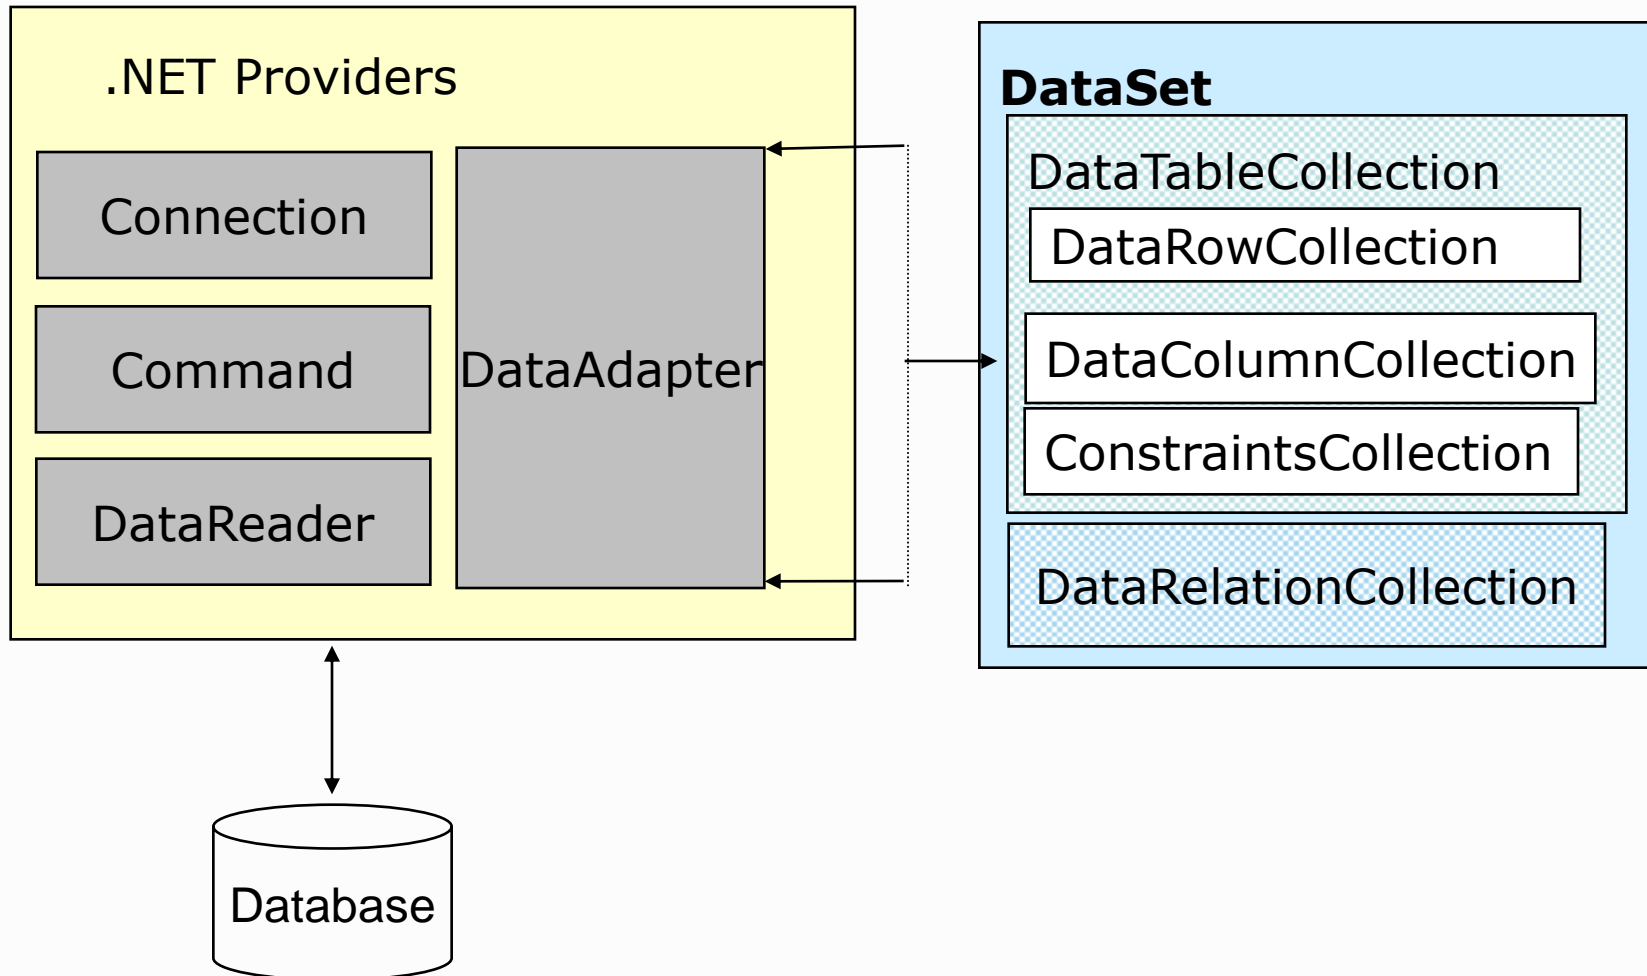 .NET Providers
Connection
Command
DataReader
DataAdapter
DataSet
DataTableCollection
DataRowCollection
DataColumnCollection
ConstraintsCollection
DataRelationCollection
Database